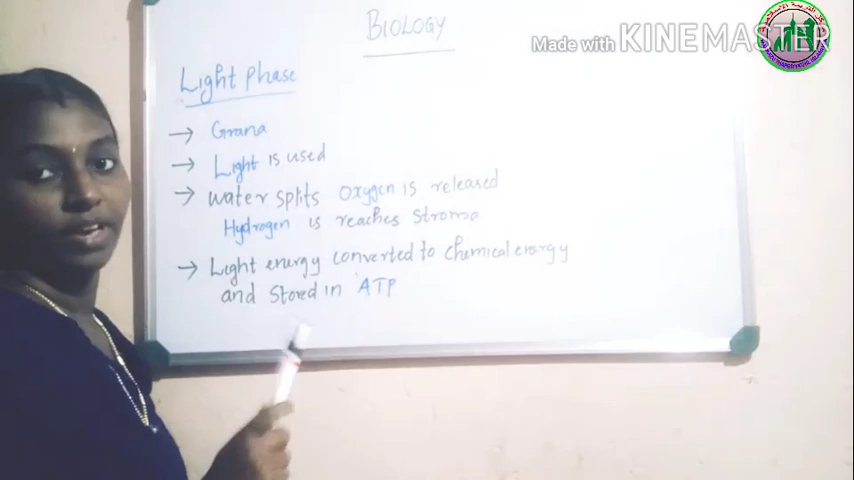 BIOLOGY
Made with KINEMASTER
Light Phase
→ Grana
→ Light is used
→ water splits Oxygen is released
Hydrogen is reaches Stroma
→ Light energy converted to chemical energy
and stored in ATP